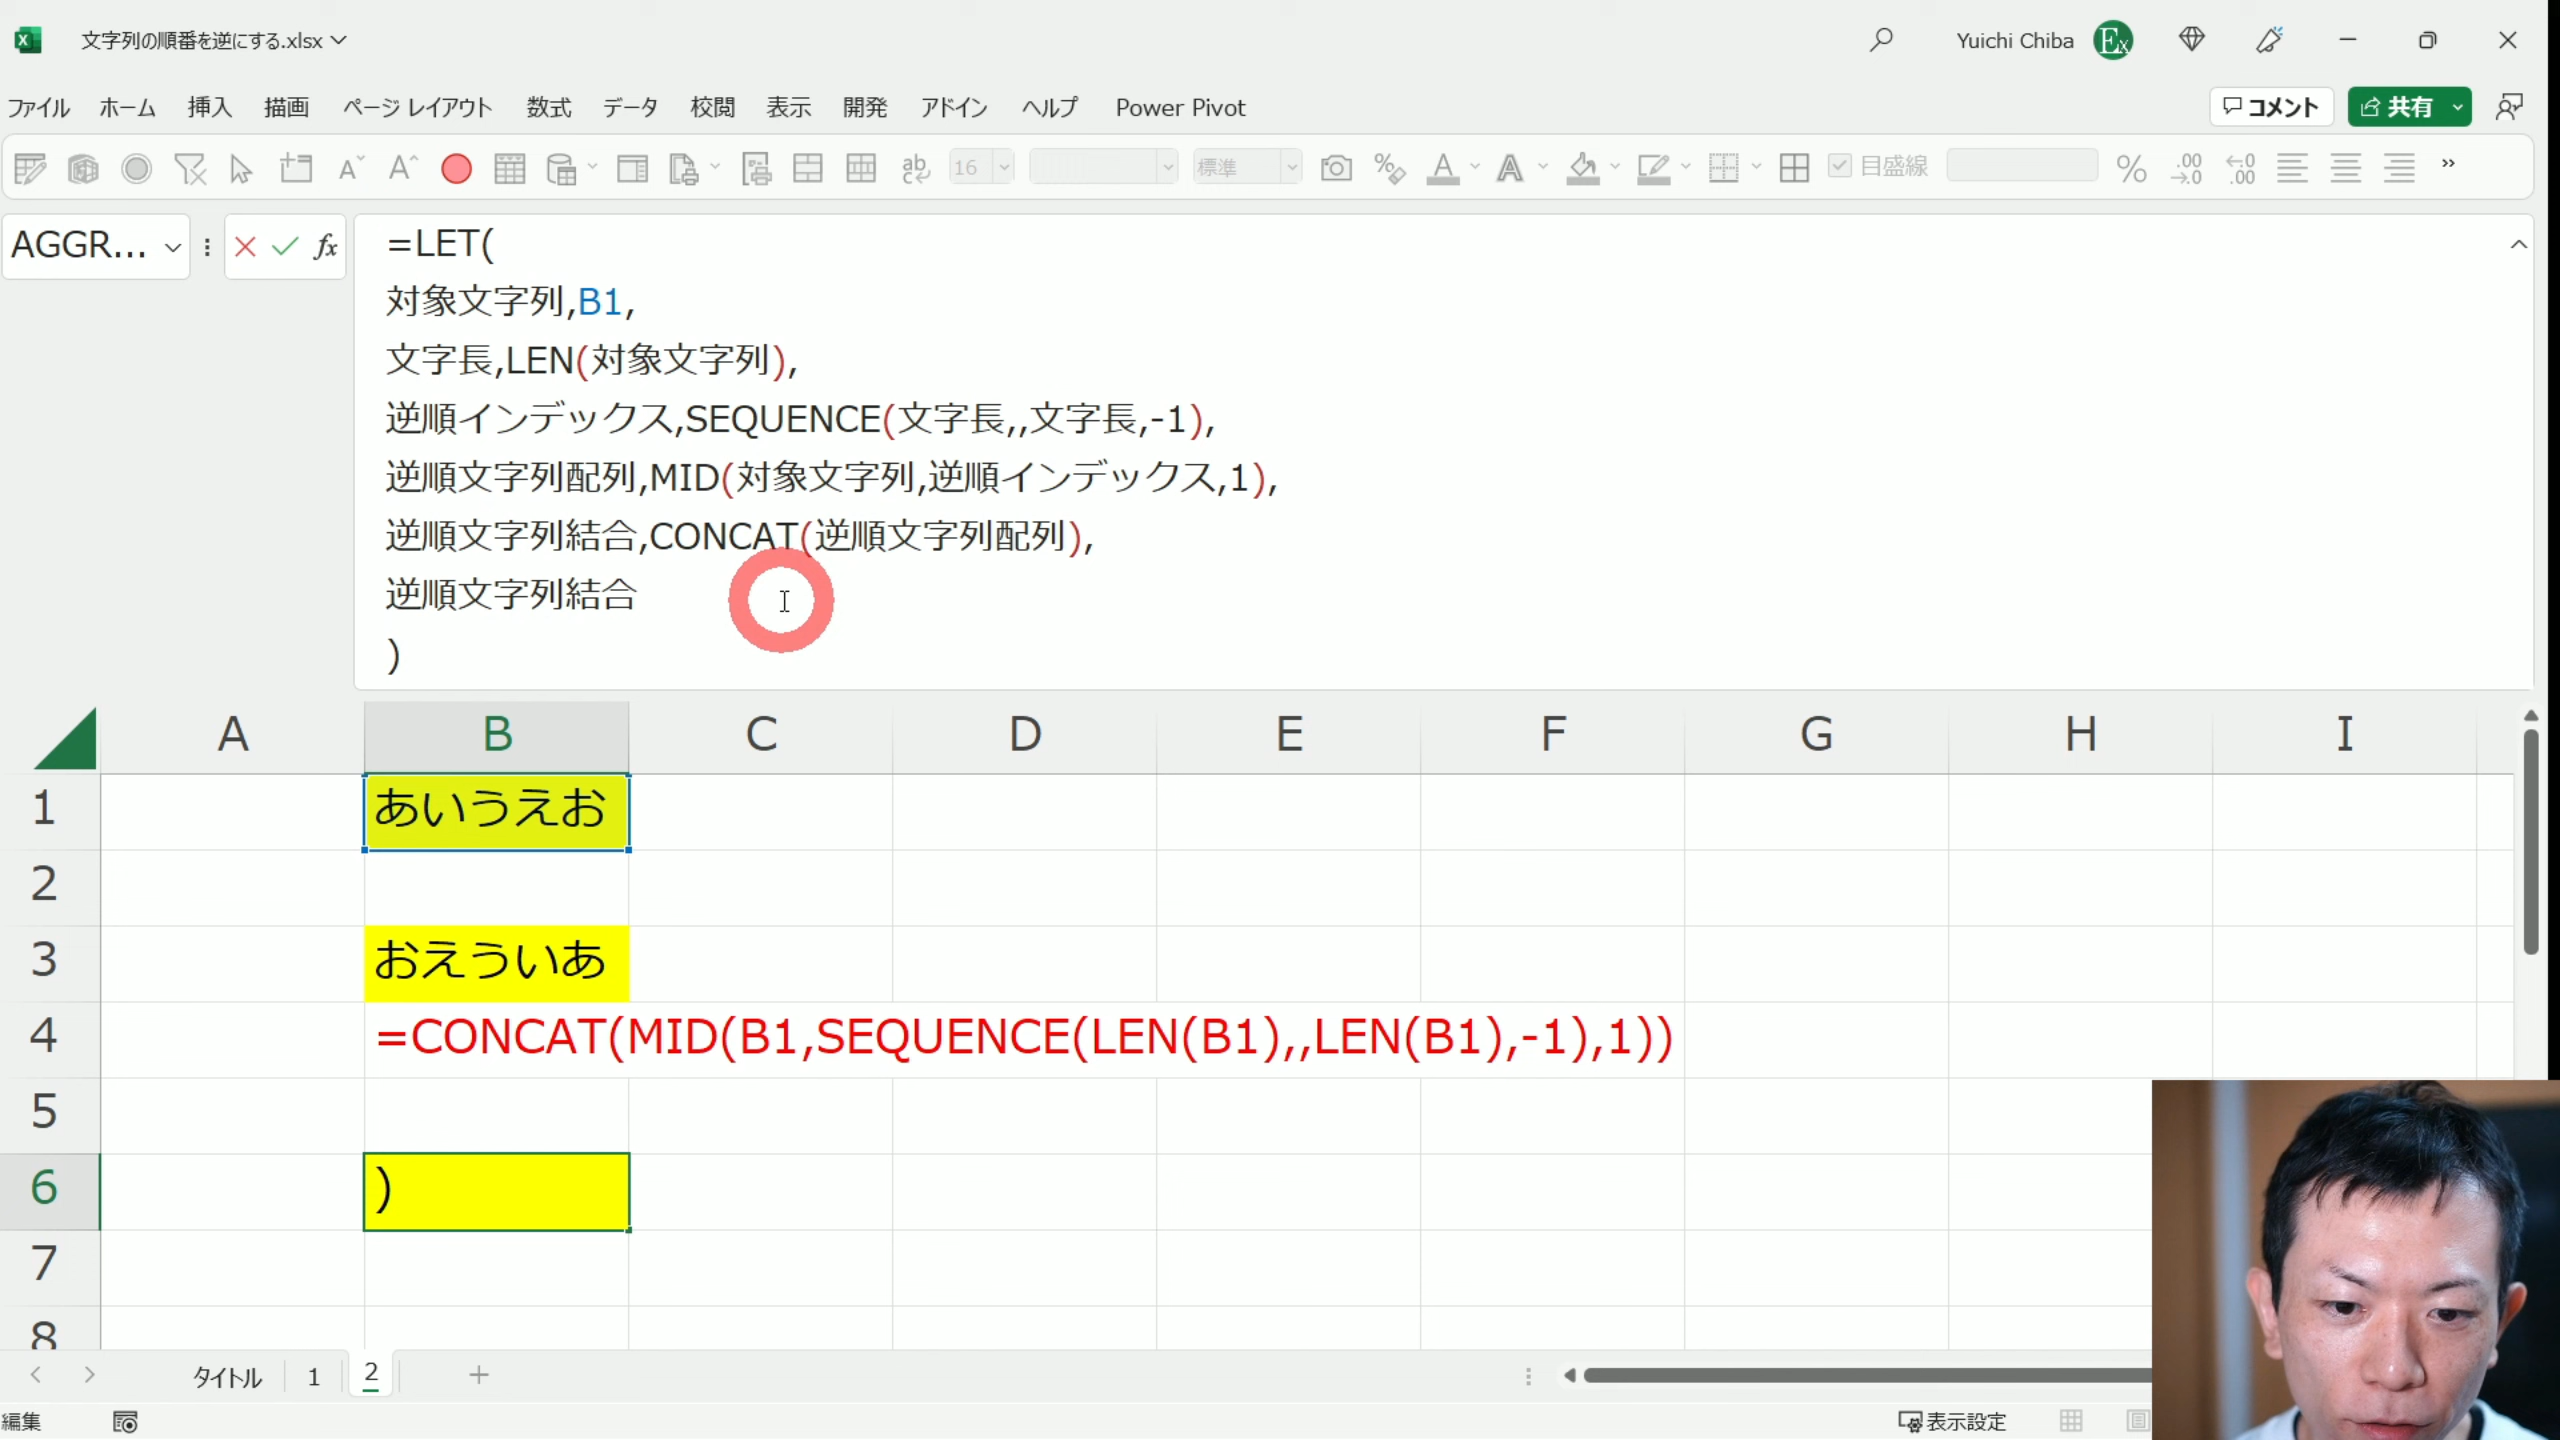 文字列の順番を逆にする.xlsx
Yuichi Chiba
ファイル ホーム 挿入 描画 ページ レイアウト 数式 データ 校閲 表示 開発 アドイン ヘルプ Power Pivot
コメント 共有
16 標準 目盛線
AGGR... fx
=LET(
対象文字列,B1,
文字長,LEN(対象文字列),
逆順インデックス,SEQUENCE(文字長,,文字長,-1),
逆順文字列配列,MID(対象文字列,逆順インデックス,1),
逆順文字列結合,CONCAT(逆順文字列配列),
逆順文字列結合
)
A B C D E F G H I
1 あいうえお
2
3 おえういあ
4 =CONCAT(MID(B1,SEQUENCE(LEN(B1),,LEN(B1),-1),1))
5
6 )
7
8
タイトル 1 2
編集 表示設定